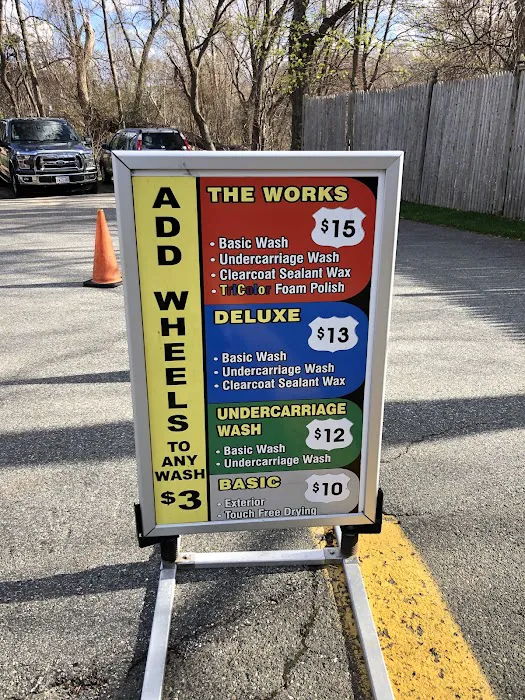 ADD WHEELS
TO
ANY
WASH
$3
THE WORKS
$15
• Basic Wash
• Undercarriage Wash
• Clearcoat Sealant Wax
• TriColor Foam Polish
DELUXE
$13
• Basic Wash
• Undercarriage Wash
• Clearcoat Sealant Wax
UNDERCARRIAGE
WASH
$12
• Basic Wash
• Undercarriage Wash
BASIC
$10
• Exterior
• Touch Free Drying